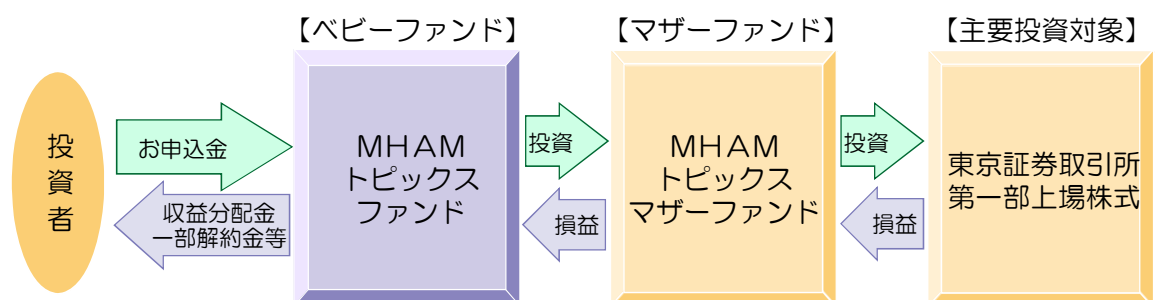 【ベビーファンド】
【マザーファンド】
【主要投資対象】
投資者
お申込金
収益分配金
一部解約金等
ＭＨＡＭ
トピックス
ファンド
投資
損益
ＭＨＡＭ
トピックス
マザーファンド
投資
損益
東京証券取引所
第一部上場株式